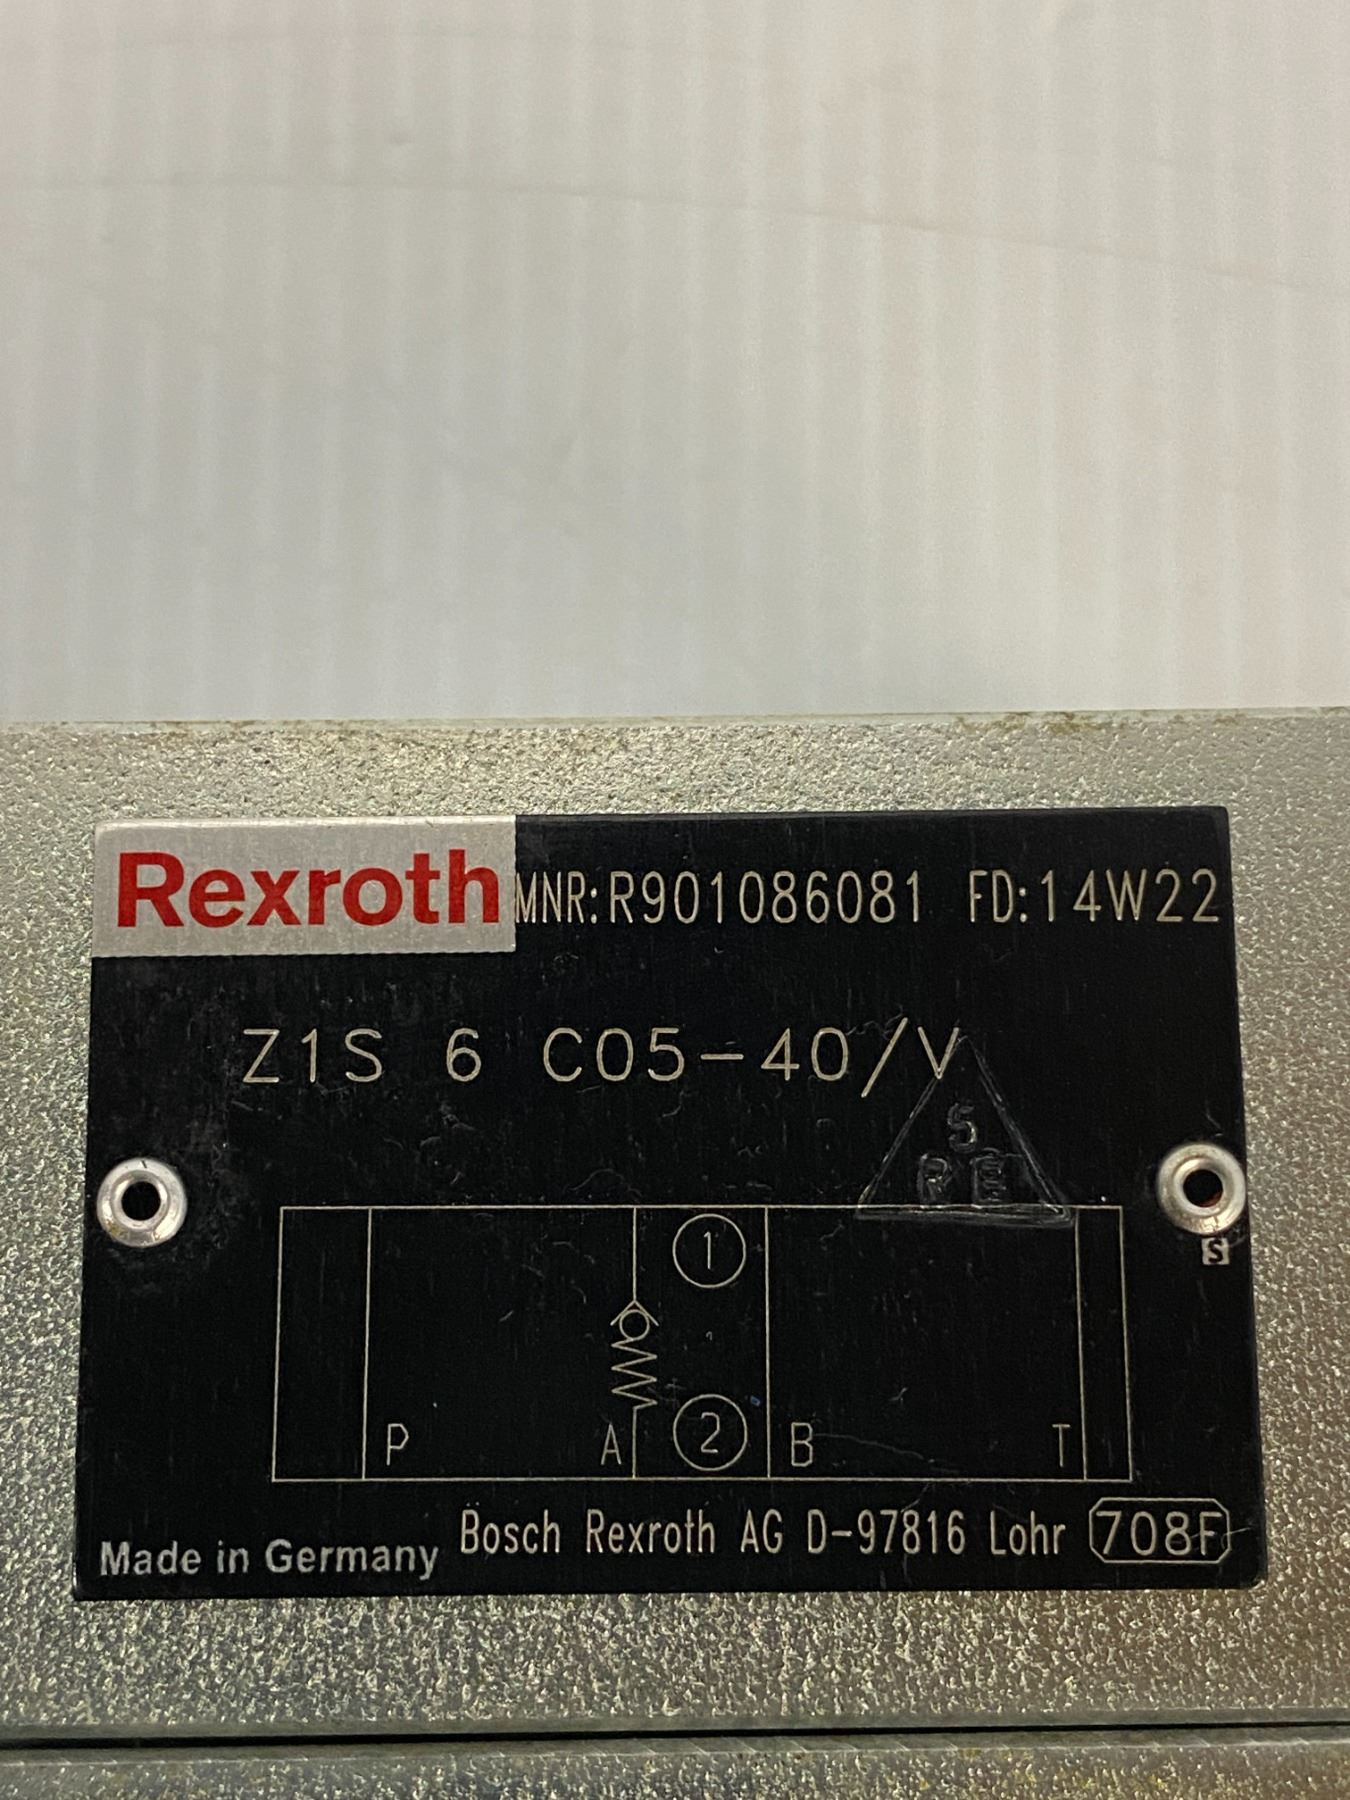 Rexroth MNR:R901086081 FD:14W22
Z1S 6 C05-40/V
S
PE
S
1
2
P A B T
Made in Germany Bosch Rexroth AG D-97816 Lohr 708F